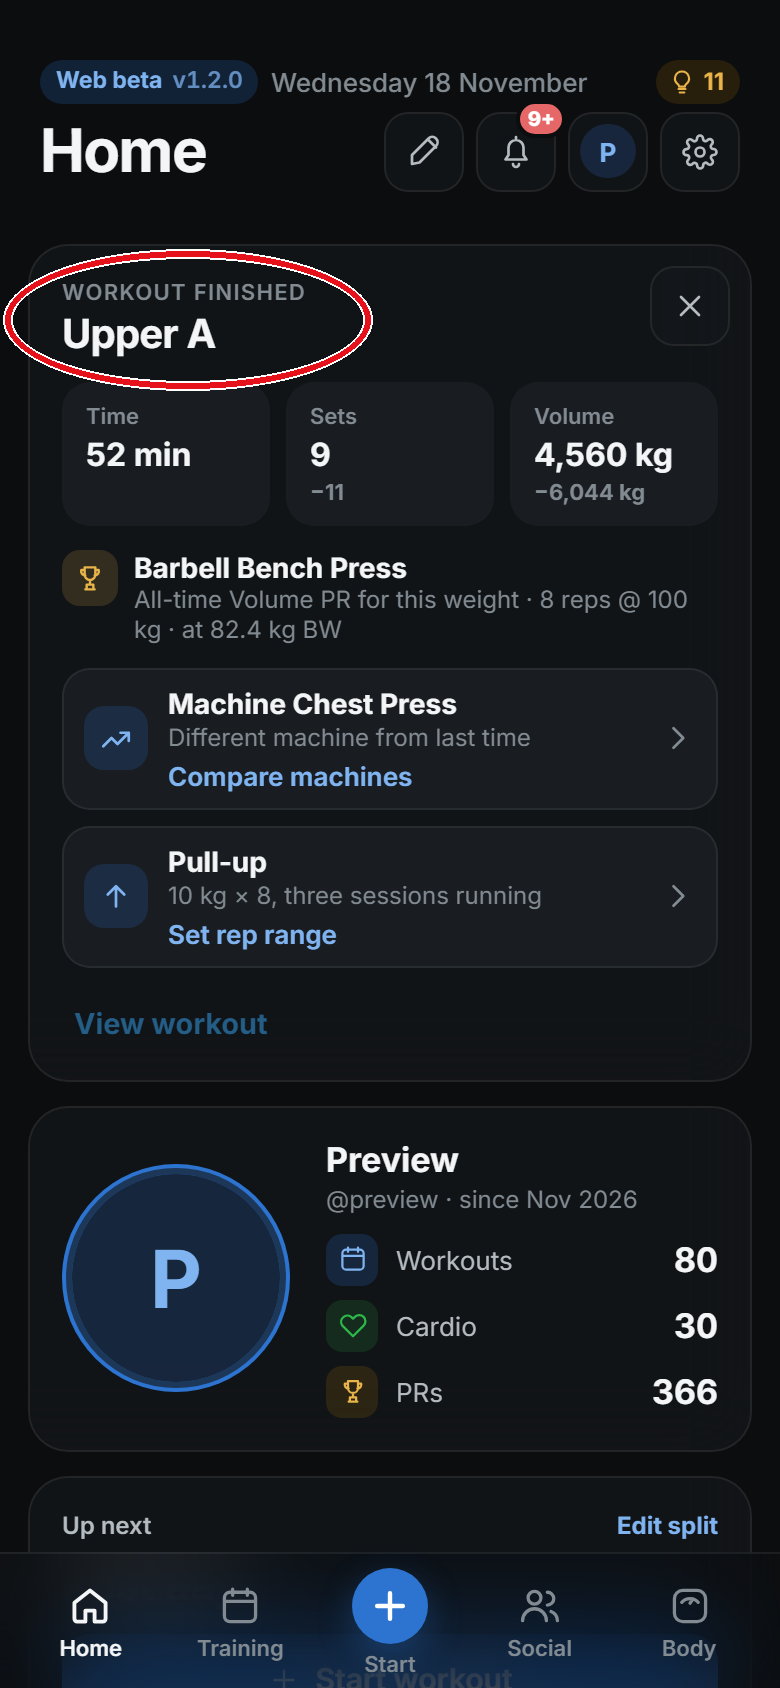 Web beta v1.2.0 Wednesday 18 November 11
Home 9+ P
WORKOUT FINISHED
Upper A
Time Sets Volume
52 min 9 4,560 kg
−11 −6,044 kg
Barbell Bench Press
All-time Volume PR for this weight · 8 reps @ 100
kg · at 82.4 kg BW
Machine Chest Press
Different machine from last time
Compare machines
Pull-up
10 kg × 8, three sessions running
Set rep range
View workout
P
Preview
@preview · since Nov 2026
Workouts 80
Cardio 30
PRs 366
Up next Edit split
Home Training Start Social Body
Start workout